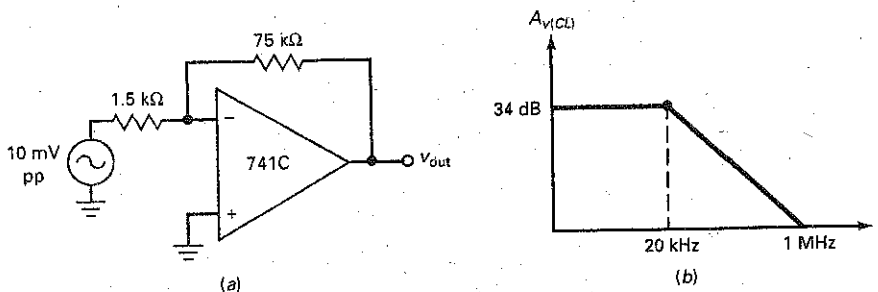 75 kΩ
1.5 kΩ
−
10 mV
pp
741C
v_out
+
(a)
A_v(CL)
34 dB
20 kHz
1 MHz
(b)